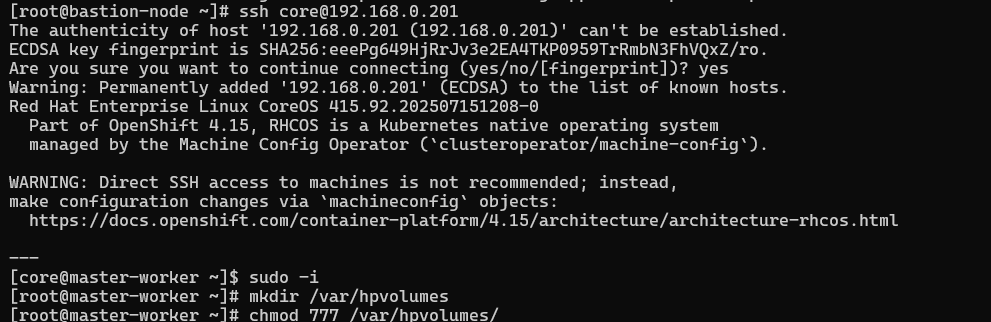 [root@bastion-node ~]# ssh core@192.168.0.201
The authenticity of host '192.168.0.201 (192.168.0.201)' can't be established.
ECDSA key fingerprint is SHA256:eeePg649HjRrJv3e2EA4TKP0959TrRmbN3FhVQxZ/ro.
Are you sure you want to continue connecting (yes/no/[fingerprint])? yes
Warning: Permanently added '192.168.0.201' (ECDSA) to the list of known hosts.
Red Hat Enterprise Linux CoreOS 415.92.202507151208-0
  Part of OpenShift 4.15, RHCOS is a Kubernetes native operating system
  managed by the Machine Config Operator (`clusteroperator/machine-config`).

WARNING: Direct SSH access to machines is not recommended; instead,
make configuration changes via `machineconfig` objects:
  https://docs.openshift.com/container-platform/4.15/architecture/architecture-rhcos.html

---
[core@master-worker ~]$ sudo -i
[root@master-worker ~]# mkdir /var/hpvolumes
[root@master-worker ~]# chmod 777 /var/hpvolumes/